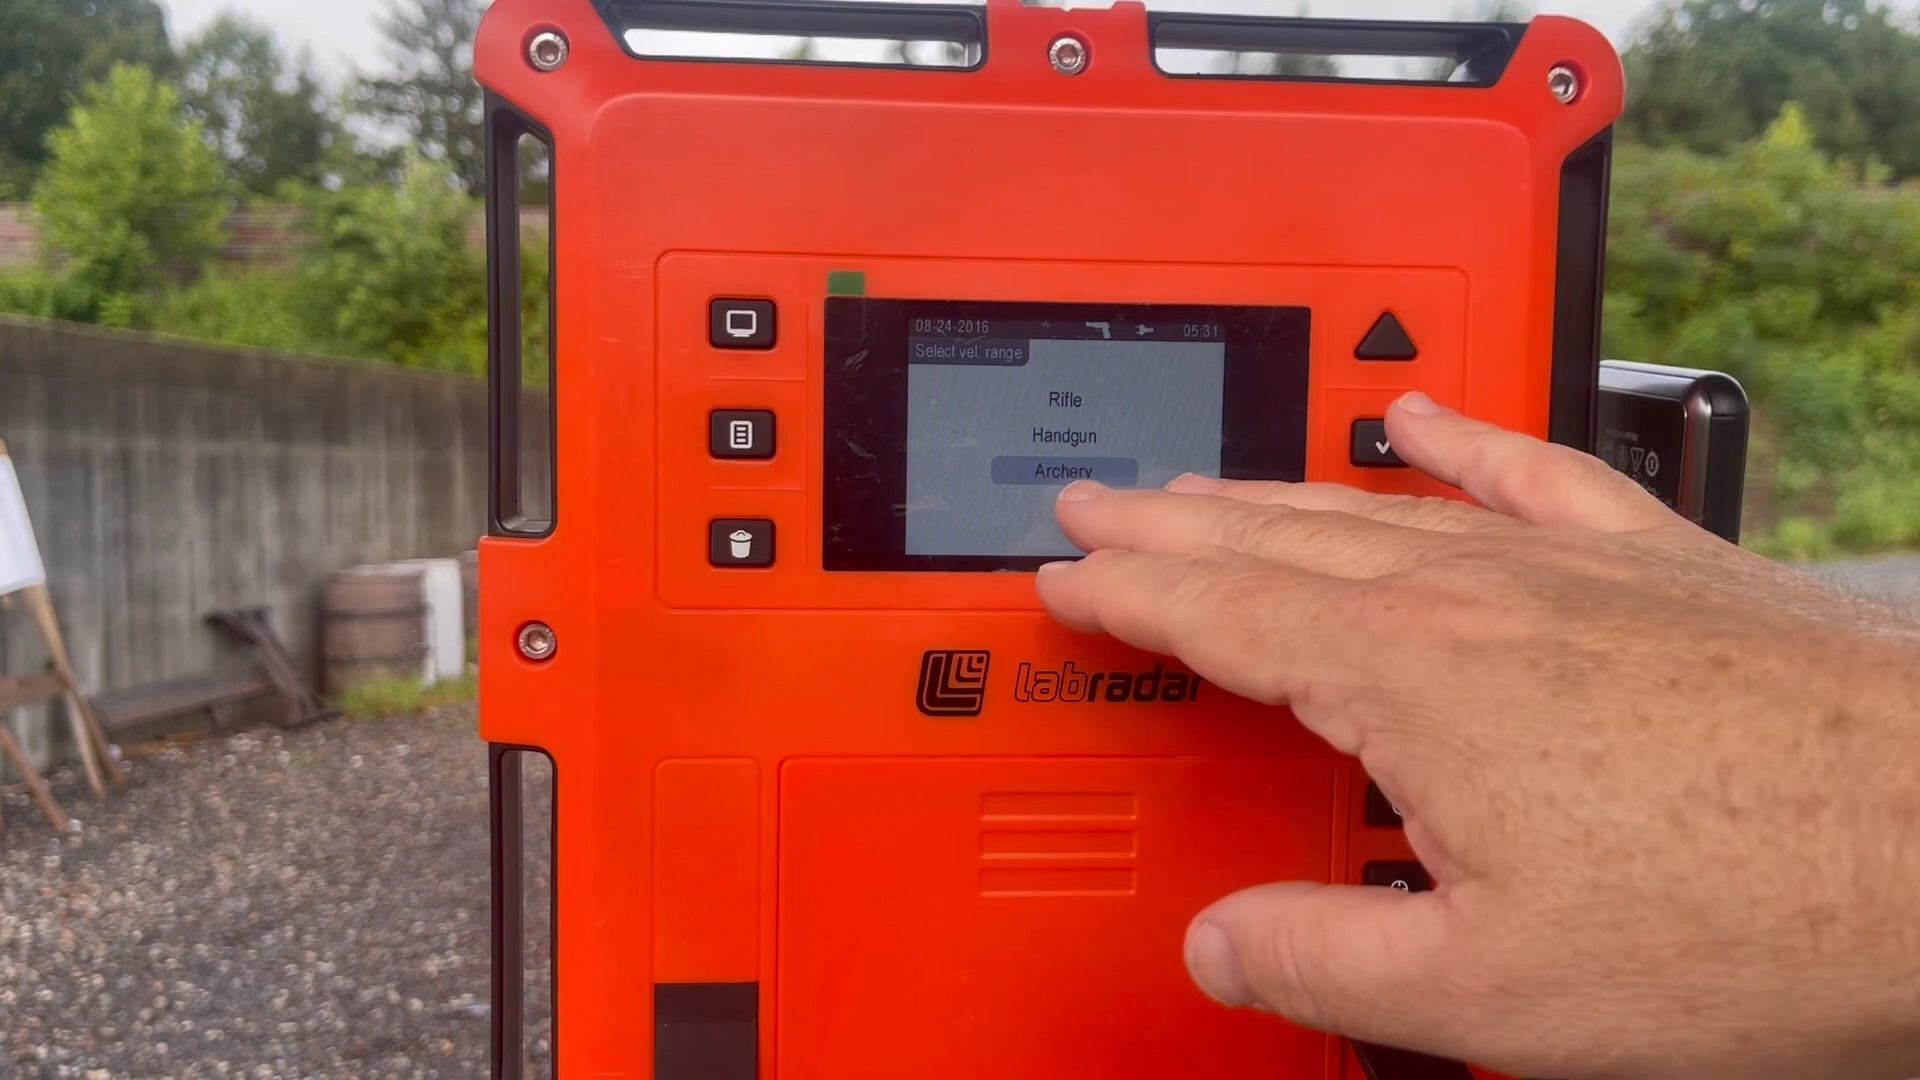 08-24-2016 05:31
Select vel. range
Rifle
Handgun
Archery
labradar